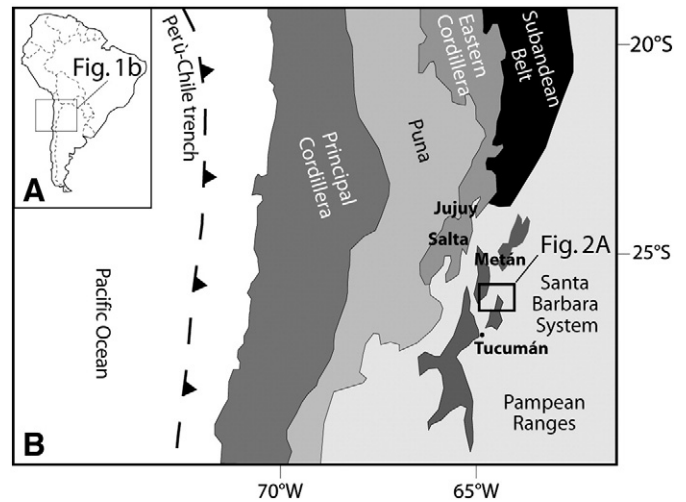 Fig. 1b
A
Perù-Chile trench
Eastern
Cordillera
Subandean
Belt
20°S
Principal
Cordillera
Puna
Jujuy
Salta
Metán
Fig. 2A
25°S
Santa
Barbara
System
Pacific Ocean
Tucumán
Pampean
Ranges
B
70°W
65°W